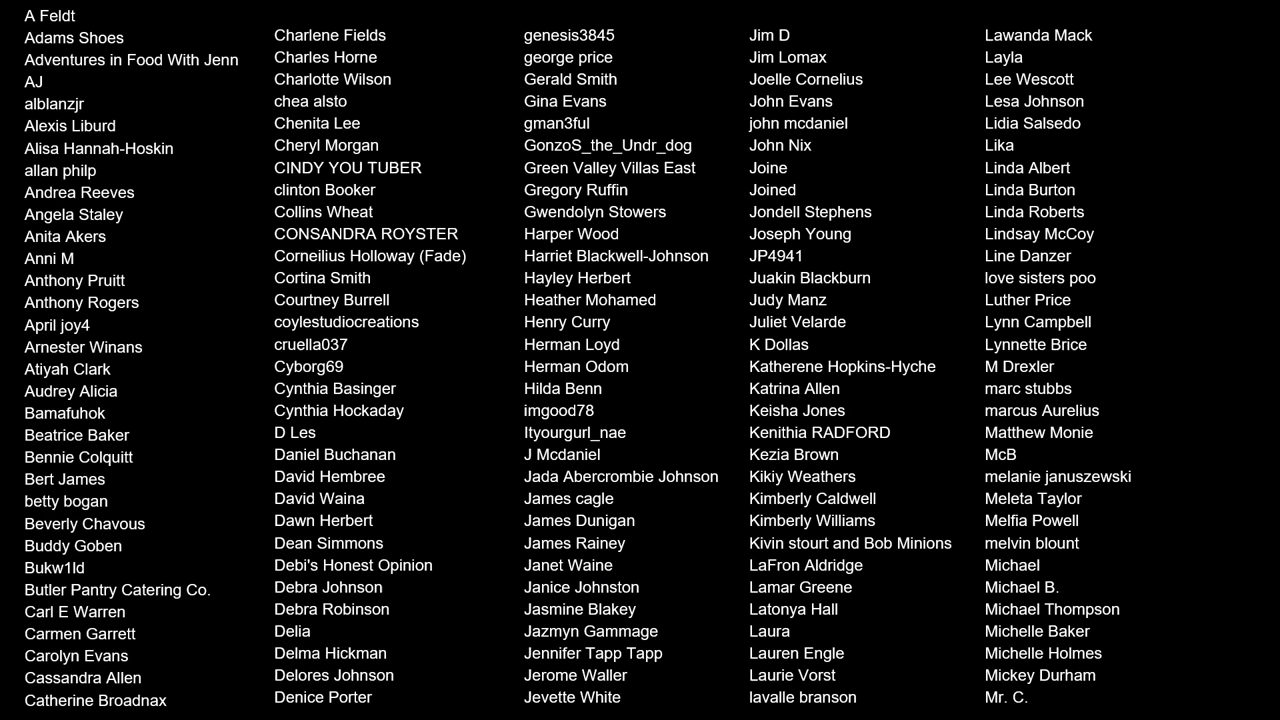 A Feldt
Adams Shoes
Adventures in Food With Jenn
AJ
alblanzjr
Alexis Liburd
Alisa Hannah-Hoskin
allan philp
Andrea Reeves
Angela Staley
Anita Akers
Anni M
Anthony Pruitt
Anthony Rogers
April joy4
Arnester Winans
Atiyah Clark
Audrey Alicia
Bamafuhok
Beatrice Baker
Bennie Colquitt
Bert James
betty bogan
Beverly Chavous
Buddy Goben
Bukw1ld
Butler Pantry Catering Co.
Carl E Warren
Carmen Garrett
Carolyn Evans
Cassandra Allen
Catherine Broadnax
Charlene Fields
Charles Horne
Charlotte Wilson
chea alsto
Chenita Lee
Cheryl Morgan
CINDY YOU TUBER
clinton Booker
Collins Wheat
CONSANDRA ROYSTER
Corneilius Holloway (Fade)
Cortina Smith
Courtney Burrell
coylestudiocreations
cruella037
Cyborg69
Cynthia Basinger
Cynthia Hockaday
D Les
Daniel Buchanan
David Hembree
David Waina
Dawn Herbert
Dean Simmons
Debi's Honest Opinion
Debra Johnson
Debra Robinson
Delia
Delma Hickman
Delores Johnson
Denice Porter
genesis3845
george price
Gerald Smith
Gina Evans
gman3ful
GonzoS_the_Undr_dog
Green Valley Villas East
Gregory Ruffin
Gwendolyn Stowers
Harper Wood
Harriet Blackwell-Johnson
Hayley Herbert
Heather Mohamed
Henry Curry
Herman Loyd
Herman Odom
Hilda Benn
imgood78
Ityourgurl_nae
J Mcdaniel
Jada Abercrombie Johnson
James cagle
James Dunigan
James Rainey
Janet Waine
Janice Johnston
Jasmine Blakey
Jazmyn Gammage
Jennifer Tapp Tapp
Jerome Waller
Jevette White
Jim D
Jim Lomax
Joelle Cornelius
John Evans
john mcdaniel
John Nix
Joine
Joined
Jondell Stephens
Joseph Young
JP4941
Juakin Blackburn
Judy Manz
Juliet Velarde
K Dollas
Katherene Hopkins-Hyche
Katrina Allen
Keisha Jones
Kenithia RADFORD
Kezia Brown
Kikiy Weathers
Kimberly Caldwell
Kimberly Williams
Kivin stourt and Bob Minions
LaFron Aldridge
Lamar Greene
Latonya Hall
Laura
Lauren Engle
Laurie Vorst
lavalle branson
Lawanda Mack
Layla
Lee Wescott
Lesa Johnson
Lidia Salsedo
Lika
Linda Albert
Linda Burton
Linda Roberts
Lindsay McCoy
Line Danzer
love sisters poo
Luther Price
Lynn Campbell
Lynnette Brice
M Drexler
marc stubbs
marcus Aurelius
Matthew Monie
McB
melanie januszewski
Meleta Taylor
Melfia Powell
melvin blount
Michael
Michael B.
Michael Thompson
Michelle Baker
Michelle Holmes
Mickey Durham
Mr. C.